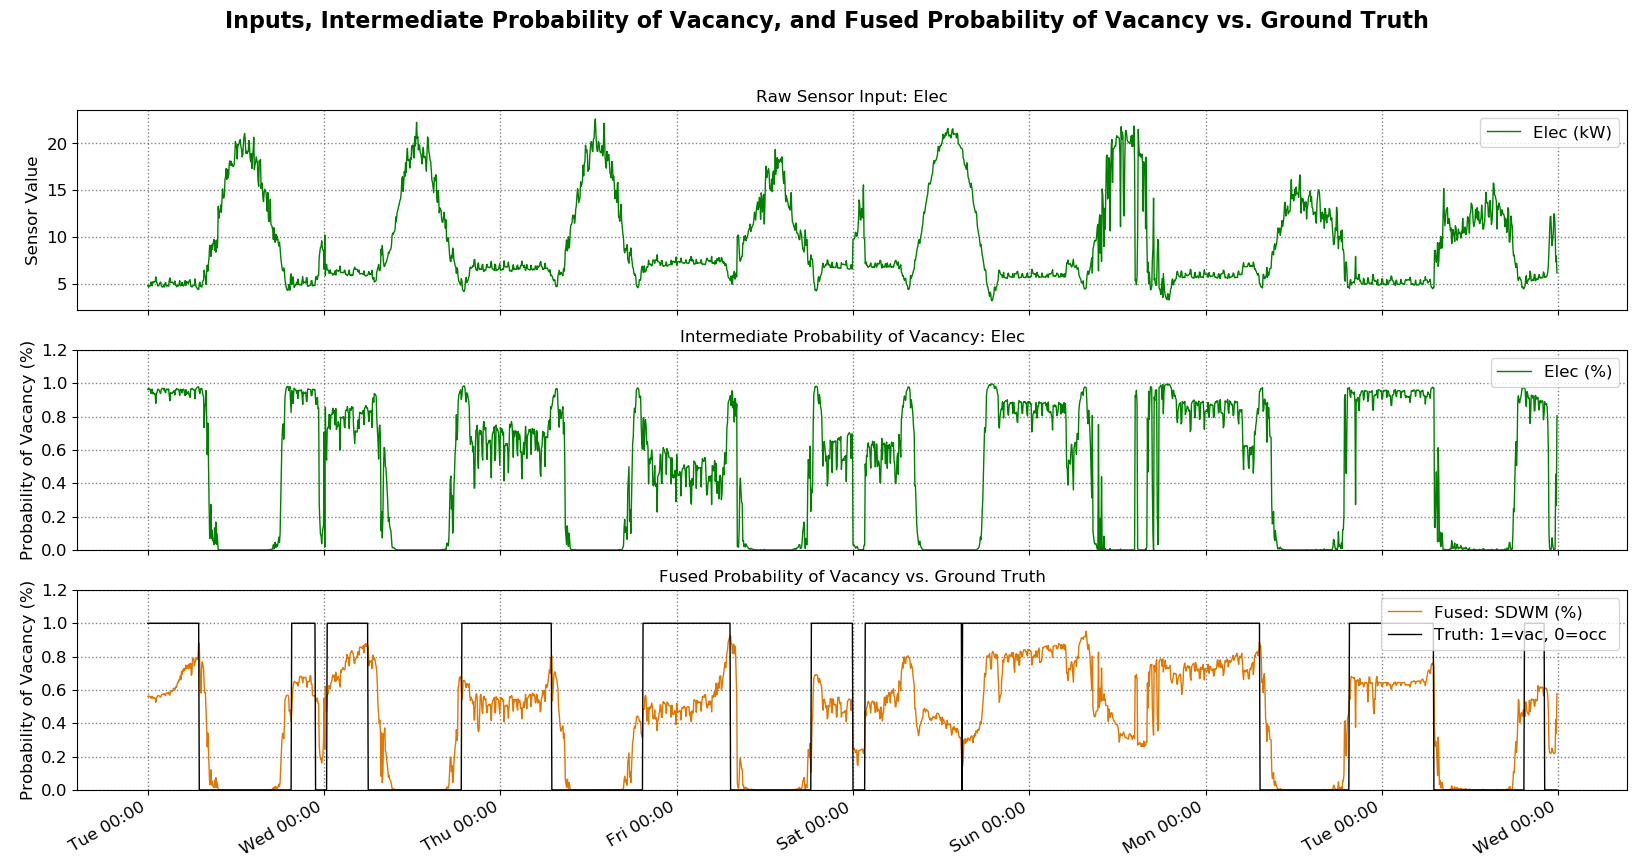 Inputs, Intermediate Probability of Vacancy, and Fused Probability of Vacancy vs. Ground Truth
Raw Sensor Input: Elec
Sensor Value
20
15
10
5
Elec (kW)
Intermediate Probability of Vacancy: Elec
Probability of Vacancy (%)
1.2
1.0
0.8
0.6
0.4
0.2
0.0
Elec (%)
Fused Probability of Vacancy vs. Ground Truth
Probability of Vacancy (%)
1.2
1.0
0.8
0.6
0.4
0.2
0.0
Fused: SDWM (%)
Truth: 1=vac, 0=occ
Tue 00:00
Wed 00:00
Thu 00:00
Fri 00:00
Sat 00:00
Sun 00:00
Mon 00:00
Tue 00:00
Wed 00:00